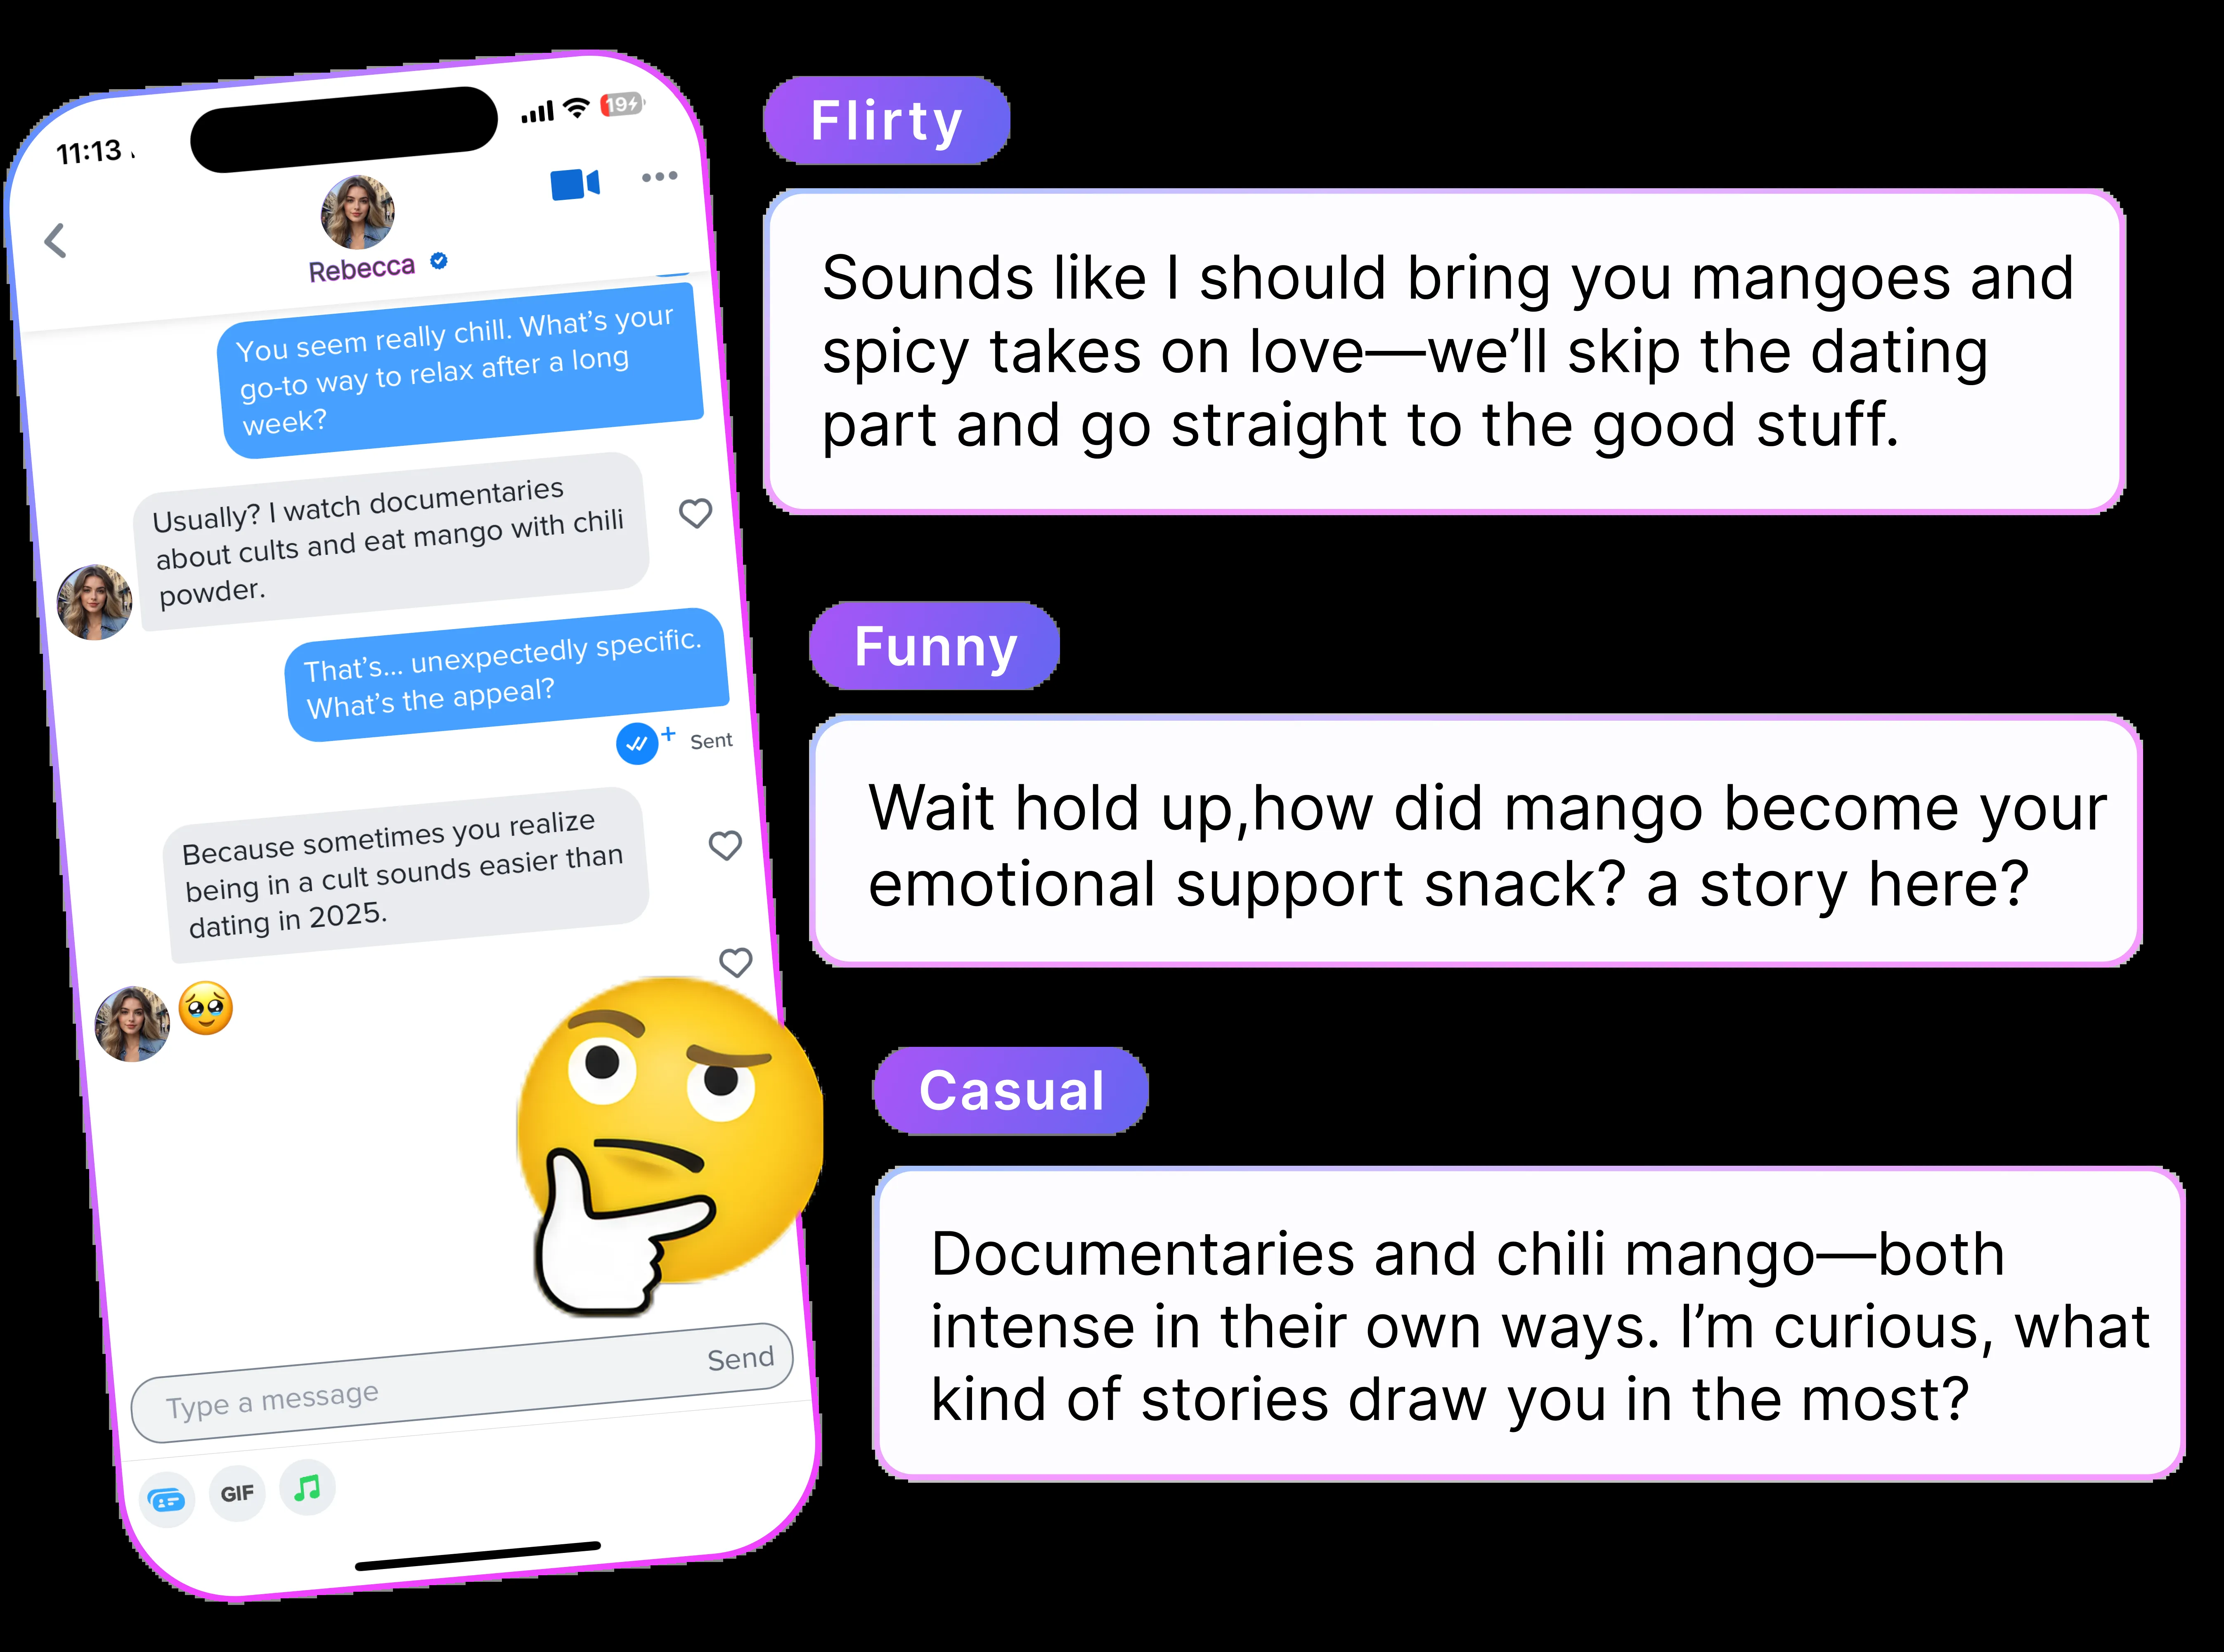 11:13
19
Rebecca
You seem really chill. What's your
go-to way to relax after a long
week?
Usually? I watch documentaries
about cults and eat mango with chili
powder.
That's... unexpectedly specific.
What's the appeal?
Sent
Because sometimes you realize
being in a cult sounds easier than
dating in 2025.
Type a message
Send
GIF
Flirty
Sounds like I should bring you mangoes and
spicy takes on love—we'll skip the dating
part and go straight to the good stuff.
Funny
Wait hold up,how did mango become your
emotional support snack? a story here?
Casual
Documentaries and chili mango—both
intense in their own ways. I'm curious, what
kind of stories draw you in the most?